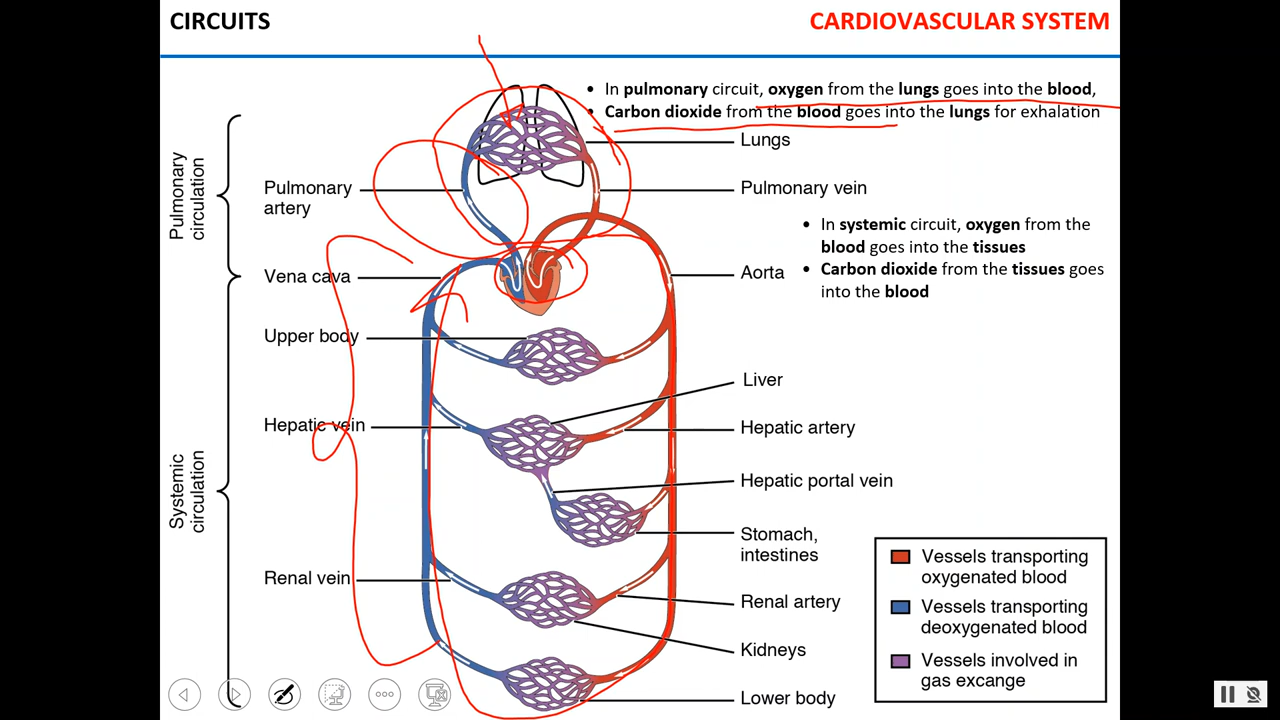 CIRCUITS
CARDIOVASCULAR SYSTEM
• In pulmonary circuit, oxygen from the lungs goes into the blood,
• Carbon dioxide from the blood goes into the lungs for exhalation
Lungs
Pulmonary
circulation
Pulmonary
artery
Pulmonary vein
• In systemic circuit, oxygen from the
blood goes into the tissues
• Carbon dioxide from the tissues goes
into the blood
Vena cava
Aorta
Upper body
Liver
Hepatic vein
Hepatic artery
Hepatic portal vein
Systemic
circulation
Stomach,
intestines
Renal vein
Renal artery
Kidneys
Lower body
Vessels transporting
oxygenated blood
Vessels transporting
deoxygenated blood
Vessels involved in
gas excange